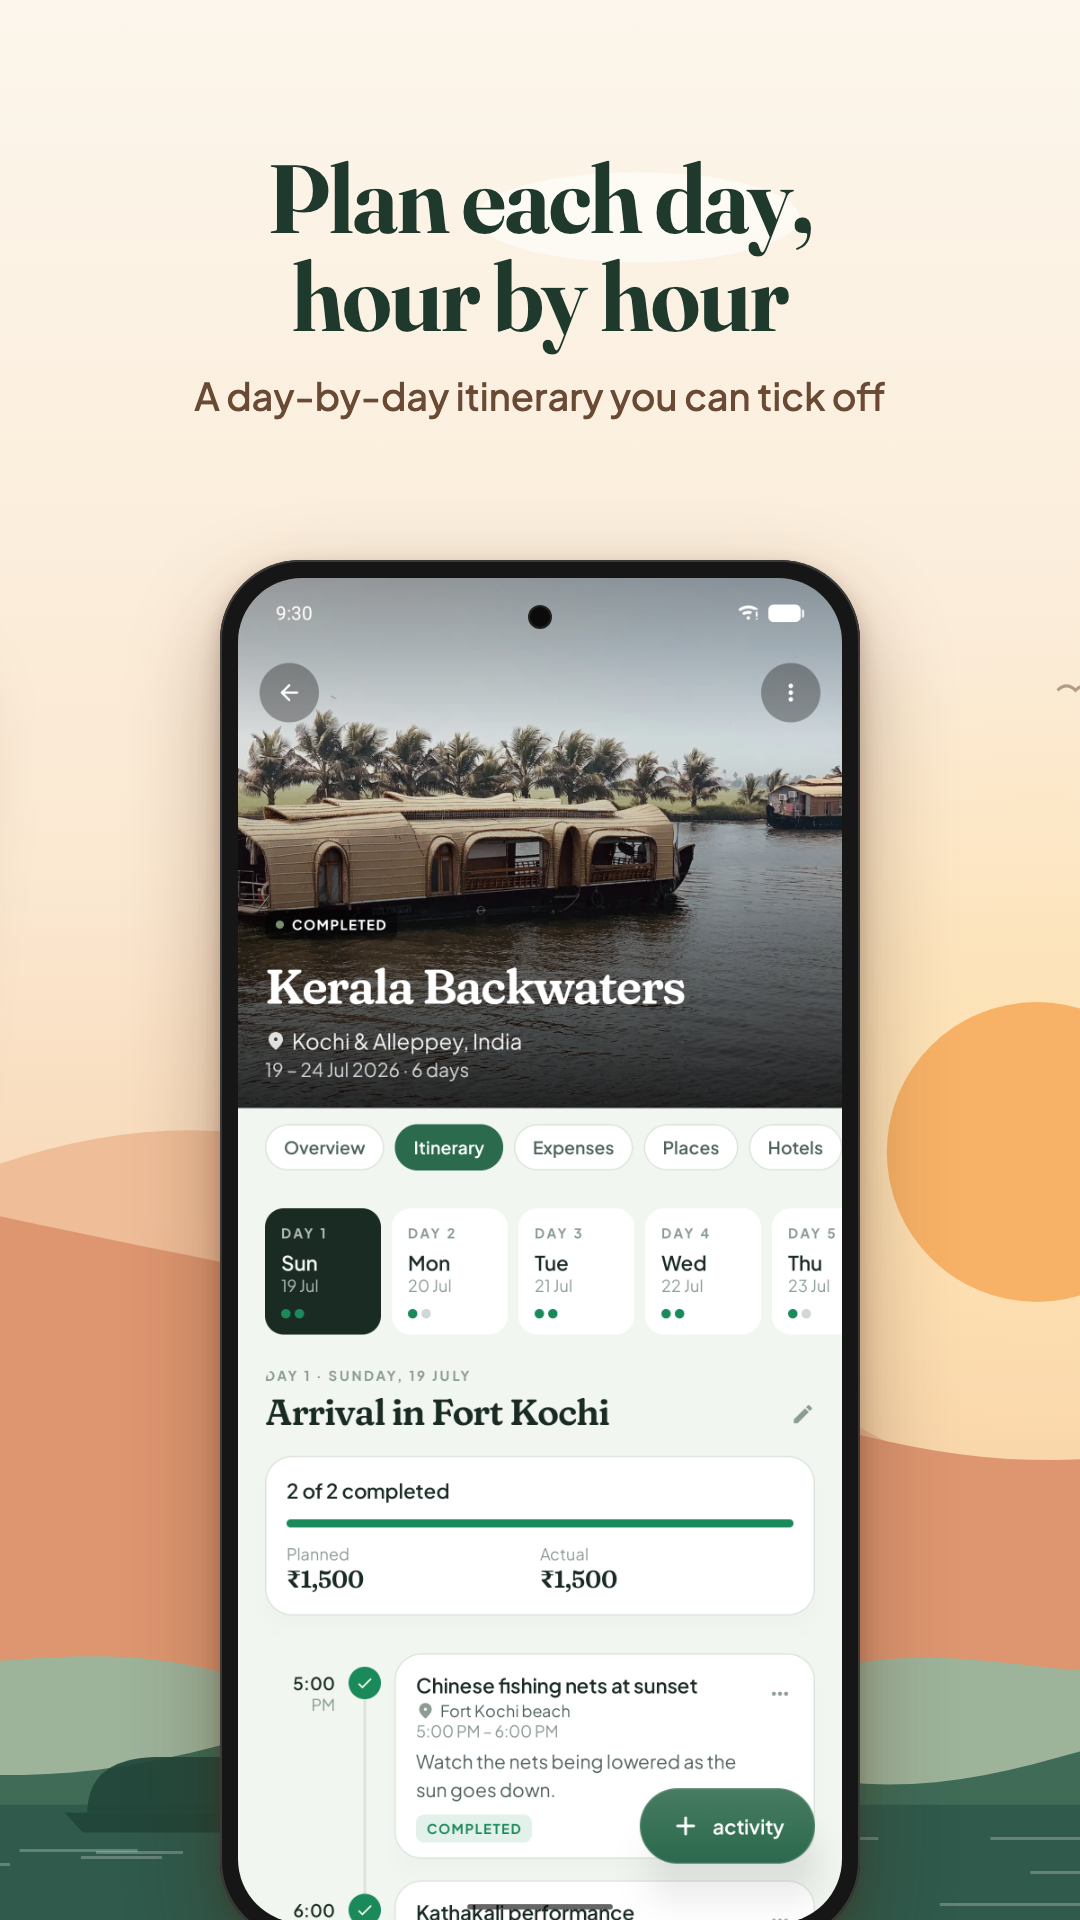 Plan each day,
hour by hour
A day-by-day itinerary you can tick off
9:30
COMPLETED
Kerala Backwaters
Kochi & Alleppey, India
19 – 24 Jul 2026 · 6 days
Overview Itinerary Expenses Places Hotels
DAY 1 DAY 2 DAY 3 DAY 4 DAY 5
Sun Mon Tue Wed Thu
19 Jul 20 Jul 21 Jul 22 Jul 23 Jul
DAY 1 · SUNDAY, 19 JULY
Arrival in Fort Kochi
2 of 2 completed
Planned Actual
₹1,500 ₹1,500
5:00
PM
Chinese fishing nets at sunset
Fort Kochi beach
5:00 PM – 6:00 PM
Watch the nets being lowered as the
sun goes down.
COMPLETED
+ activity
6:00
Kathakali performance